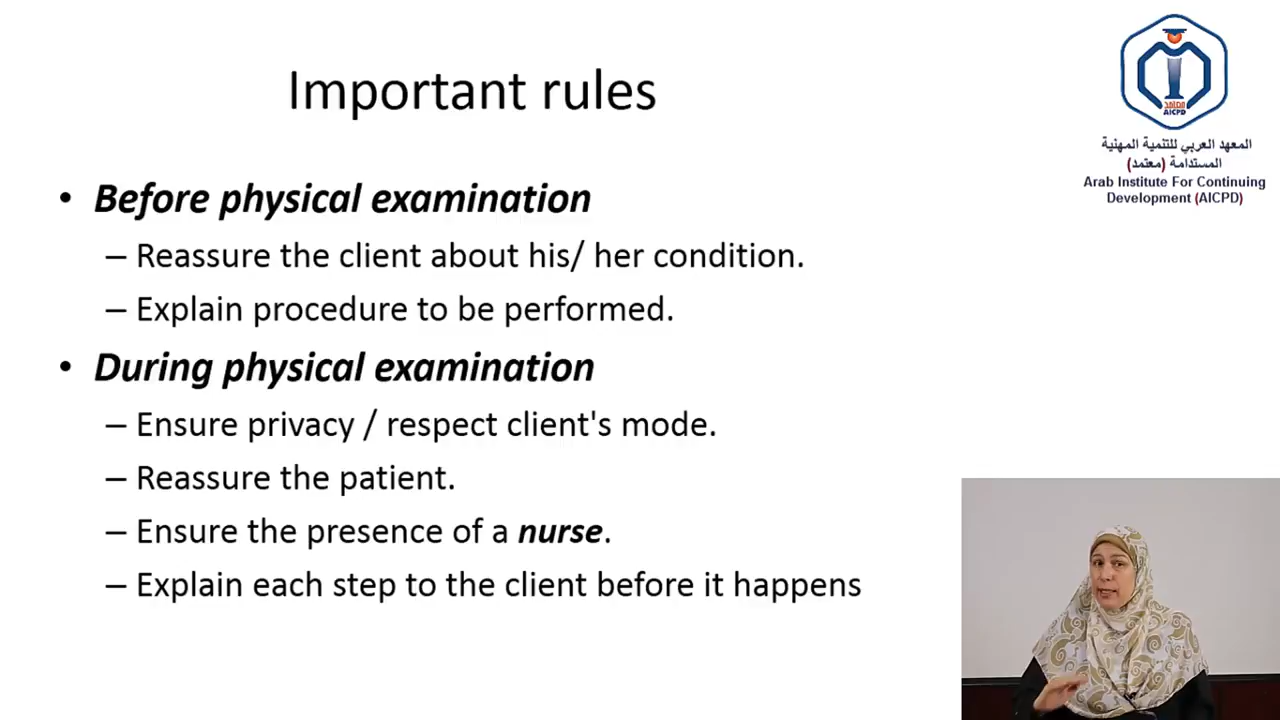 Important rules
المعهد العربي للتنمية المهنية
المستدامة (معتمد)
Arab Institute For Continuing
Development (AICPD)
معتمد
AICPD
• Before physical examination
– Reassure the client about his/ her condition.
– Explain procedure to be performed.
• During physical examination
– Ensure privacy / respect client's mode.
– Reassure the patient.
– Ensure the presence of a nurse.
– Explain each step to the client before it happens